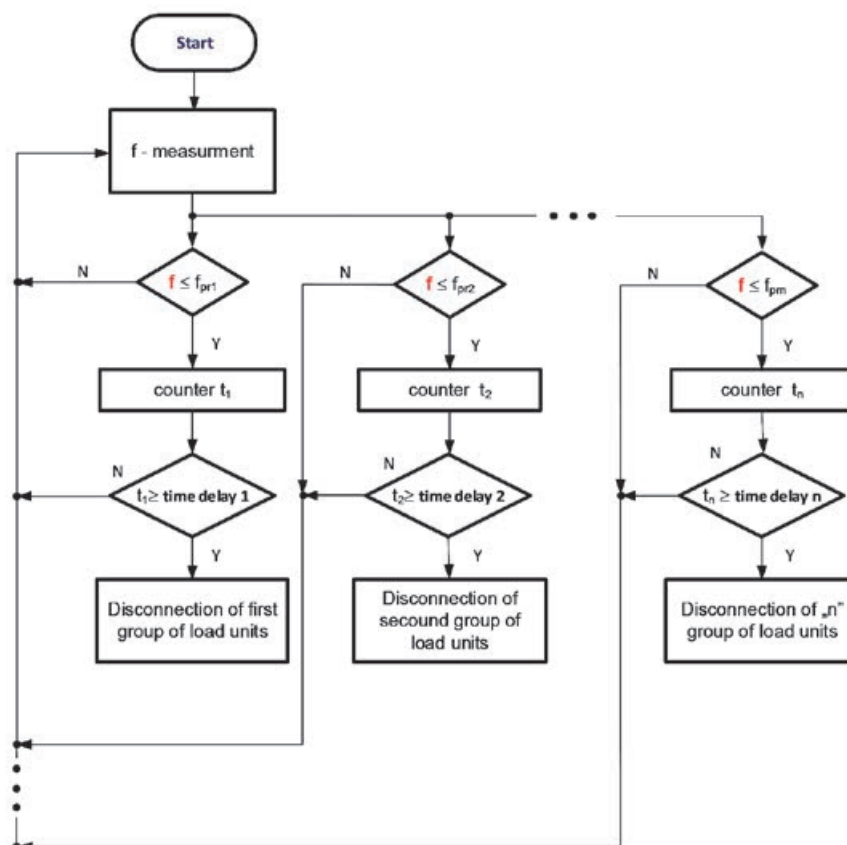 Start
f - measurment
N
f ≤ fpr1
N
f ≤ fpr2
N
f ≤ fprn
Y
Y
Y
counter t1
counter t2
counter tn
N
t1≥ time delay 1
N
t2≥ time delay 2
N
tn ≥ time delay n
Y
Y
Y
Disconnection of first
group of load units
Disconnection of
secound group of
load units
Disconnection of „n”
group of load units